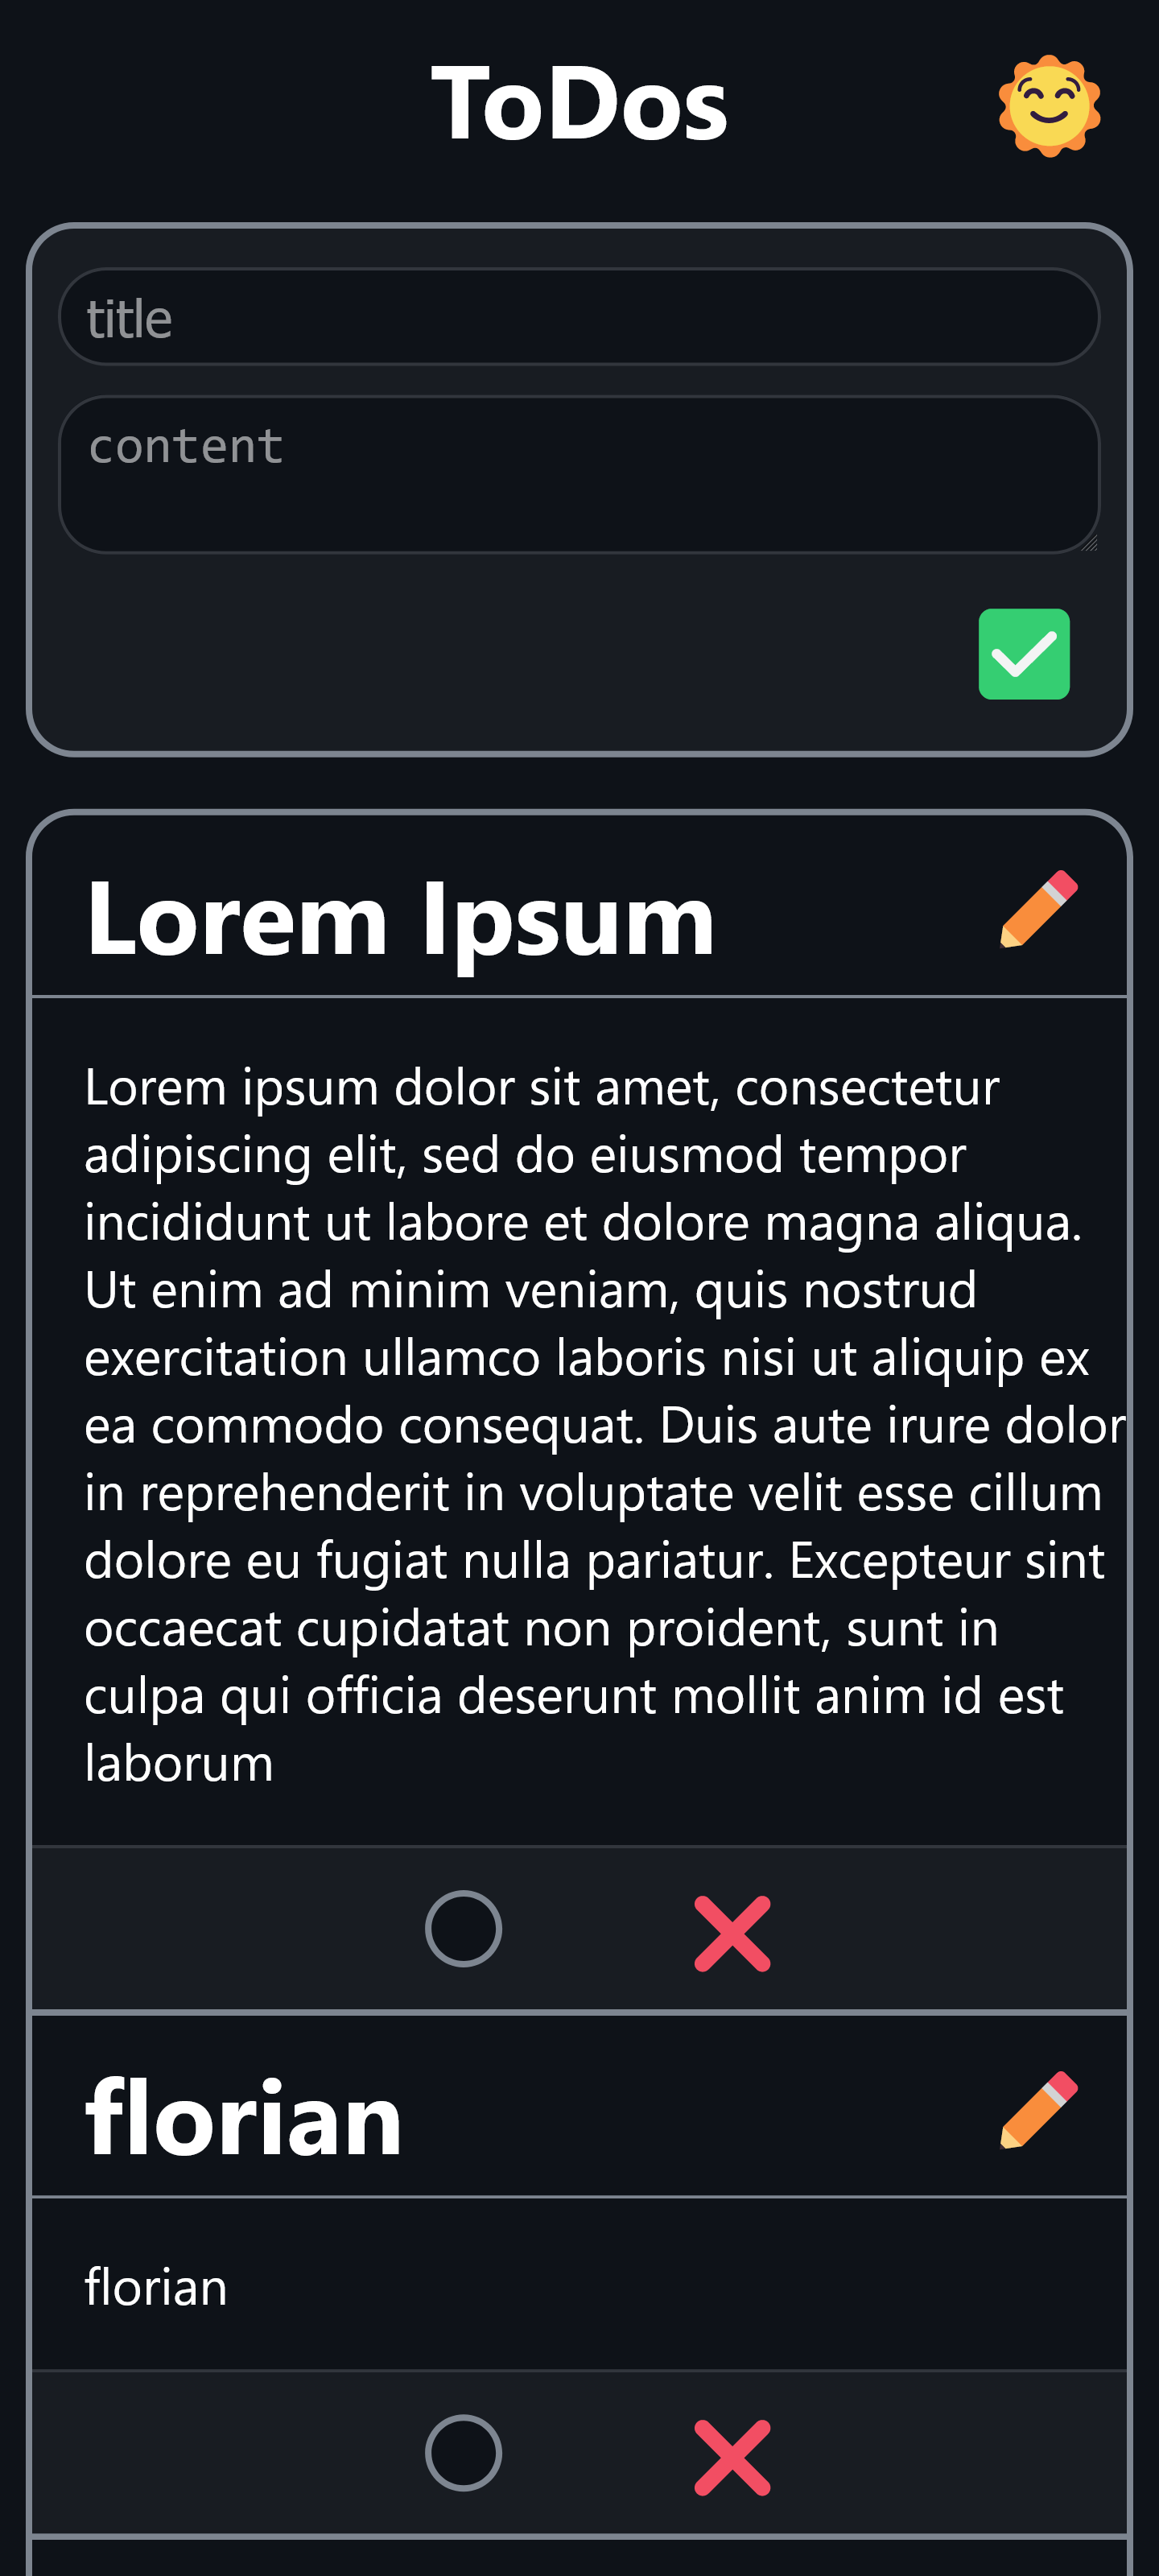 ToDos
title
content
Lorem Ipsum
Lorem ipsum dolor sit amet, consectetur
adipiscing elit, sed do eiusmod tempor
incididunt ut labore et dolore magna aliqua.
Ut enim ad minim veniam, quis nostrud
exercitation ullamco laboris nisi ut aliquip ex
ea commodo consequat. Duis aute irure dolor
in reprehenderit in voluptate velit esse cillum
dolore eu fugiat nulla pariatur. Excepteur sint
occaecat cupidatat non proident, sunt in
culpa qui officia deserunt mollit anim id est
laborum
florian
florian